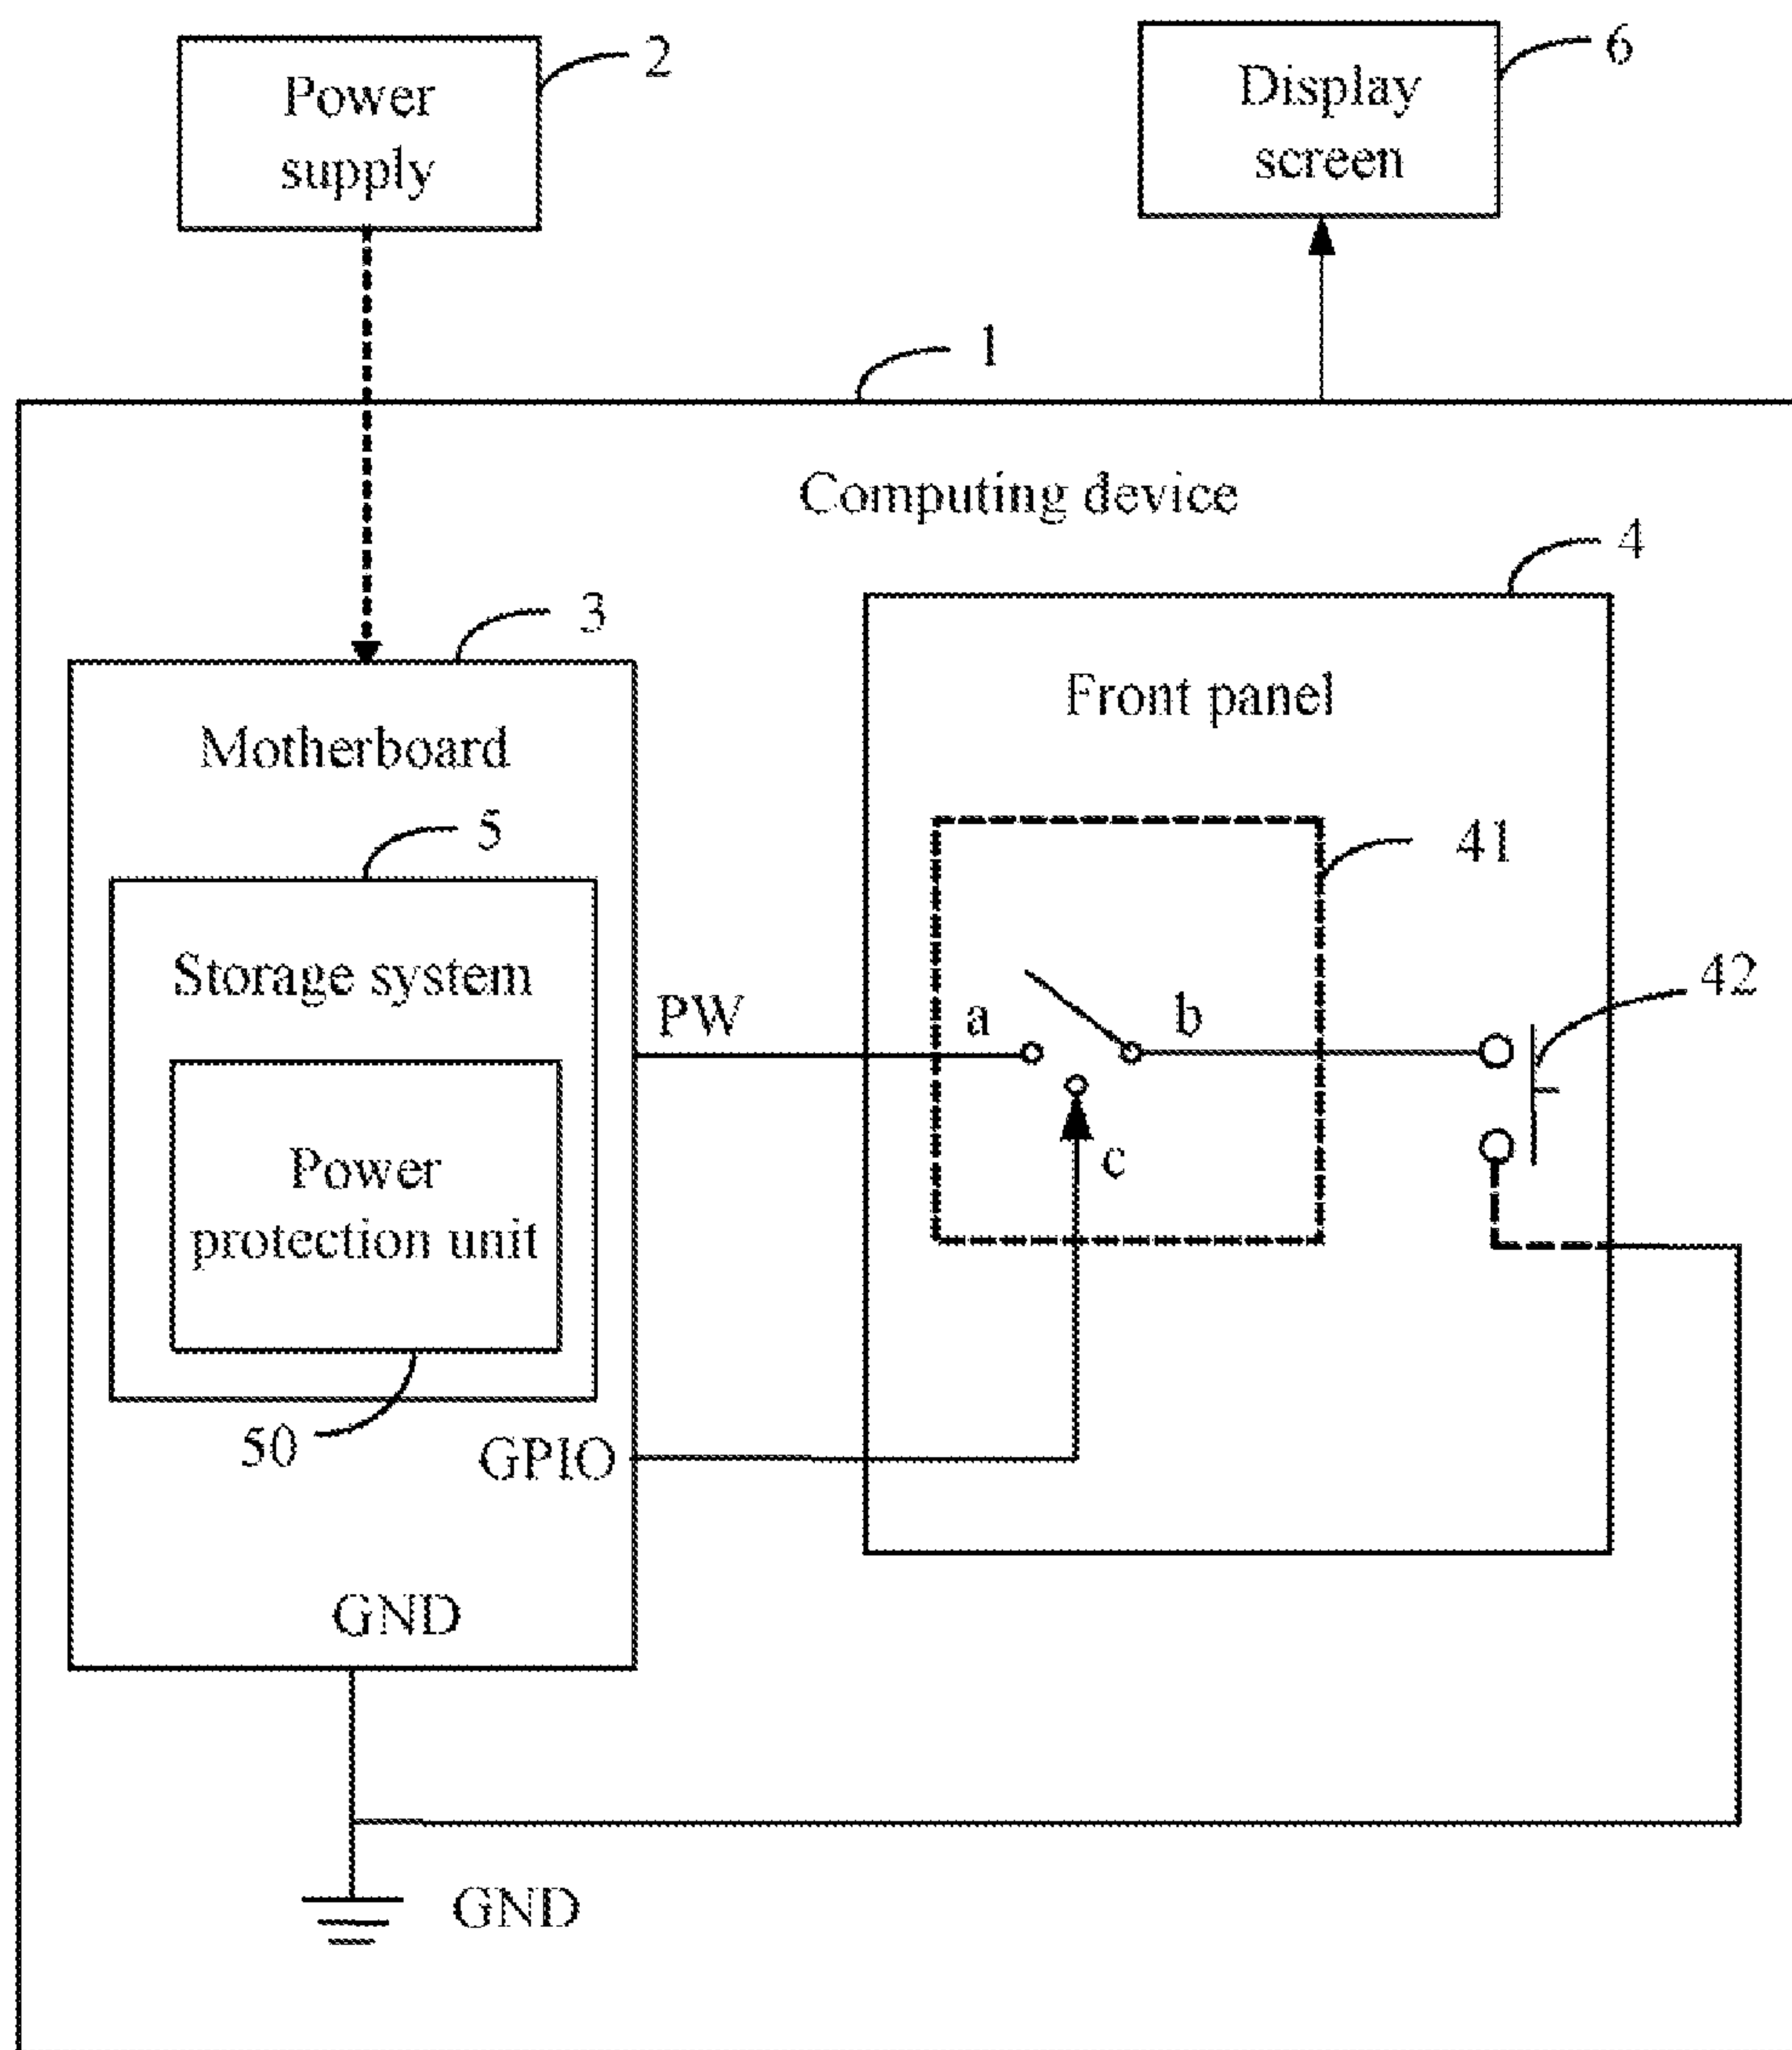 Power
supply
2
Display
screen
6
1
Computing device
4
3
Front panel
Motherboard
5
41
Storage system
42
PW
a
b
Power
protection unit
c
50
GPIO
GND
GND